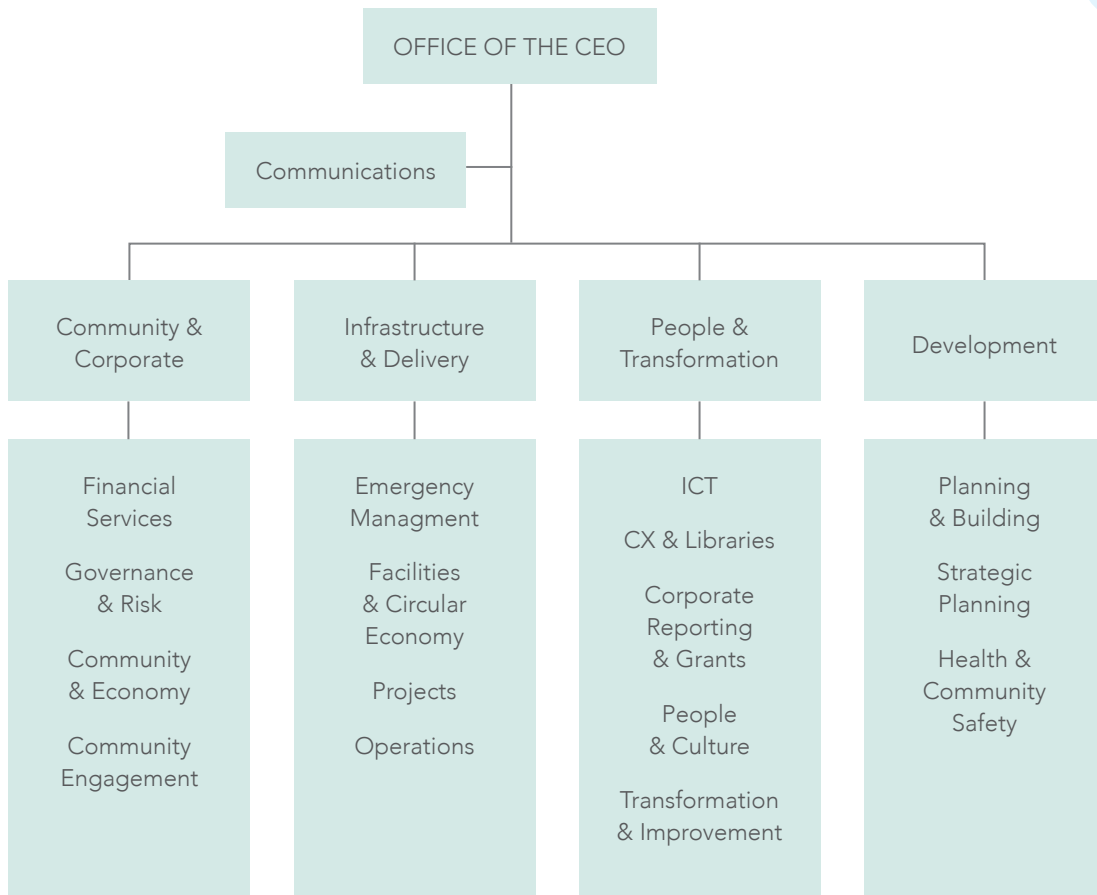 OFFICE OF THE CEO
Communications
Community &
Corporate
Infrastructure
& Delivery
People &
Transformation
Development
Financial
Services
Governance
& Risk
Community
& Economy
Community
Engagement
Emergency
Managment
Facilities
& Circular
Economy
Projects
Operations
ICT
CX & Libraries
Corporate
Reporting
& Grants
People
& Culture
Transformation
& Improvement
Planning
& Building
Strategic
Planning
Health &
Community
Safety